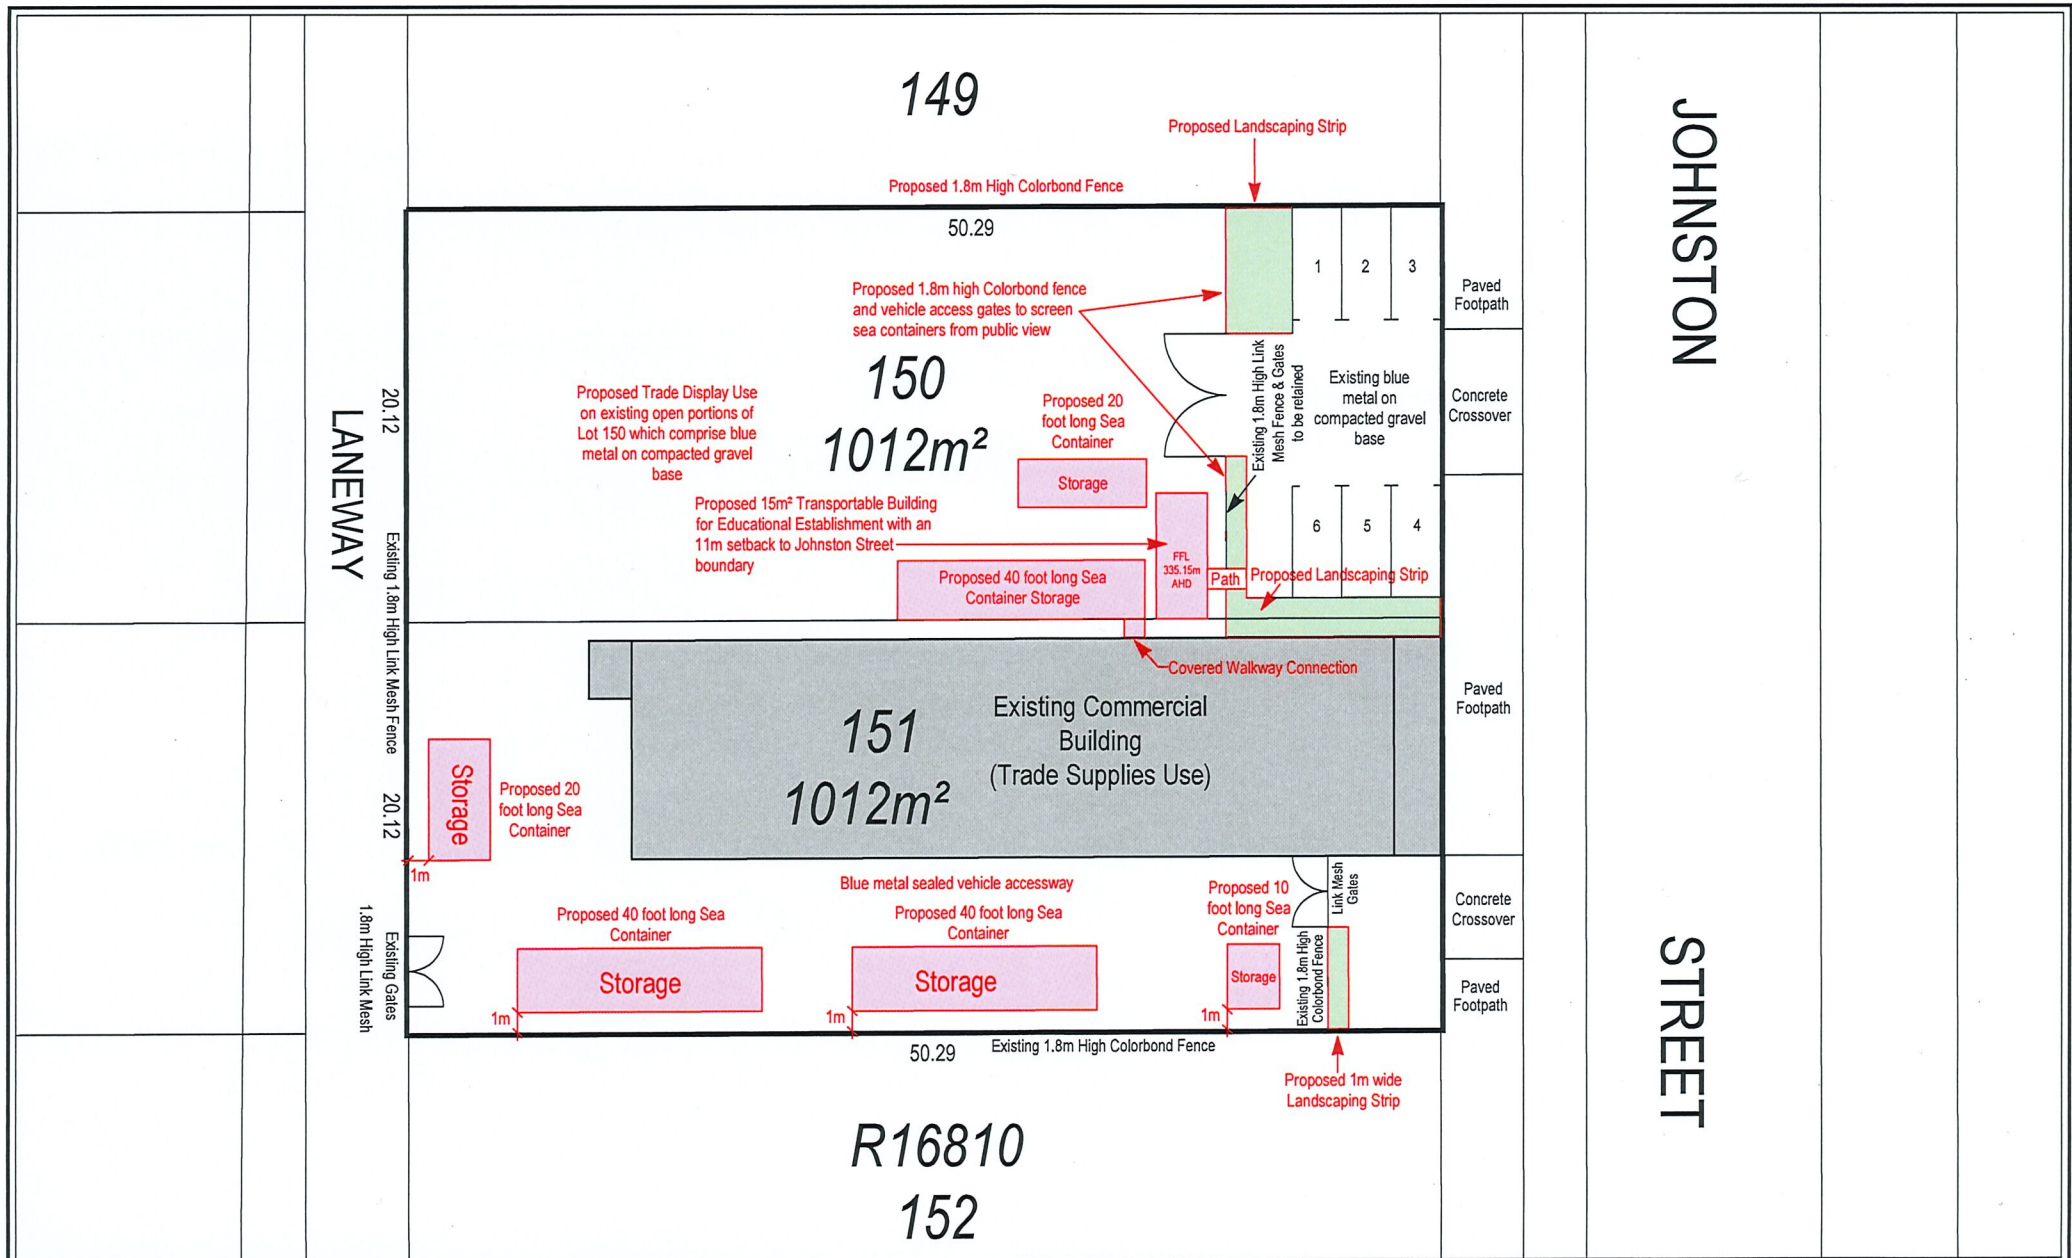 149
JOHNSTON
STREET
LANEWAY
Proposed Landscaping Strip
Proposed 1.8m High Colorbond Fence
50.29
Proposed 1.8m high Colorbond fence
and vehicle access gates to screen
sea containers from public view
1
2
3
Paved
Footpath
150
1012m²
Proposed Trade Display Use
on existing open portions of
Lot 150 which comprise blue
metal on compacted gravel
base
Proposed 20
foot long Sea
Container
Storage
Existing 1.8m High Link
Mesh Fence & Gates
to be retained
Existing blue
metal on
compacted gravel
base
Concrete
Crossover
20.12
Existing 1.8m High Link Mesh Fence
20.12
Proposed 15m² Transportable Building
for Educational Establishment with an
11m setback to Johnston Street
boundary
FFL
335.15m
AHD
6
5
4
Path
Proposed Landscaping Strip
Proposed 40 foot long Sea
Container Storage
Covered Walkway Connection
151
1012m²
Existing Commercial
Building
(Trade Supplies Use)
Paved
Footpath
Storage
Proposed 20
foot long Sea
Container
1m
Blue metal sealed vehicle accessway
Proposed 40 foot long Sea
Container
Storage
1m
Proposed 40 foot long Sea
Container
Storage
1m
Proposed 10
foot long Sea
Container
Storage
1m
Link Mesh
Gates
Existing 1.8m High
Colorbond Fence
Concrete
Crossover
Paved
Footpath
Existing Gates
1.8m High Link Mesh
50.29
Existing 1.8m High Colorbond Fence
Proposed 1m wide
Landscaping Strip
R16810
152